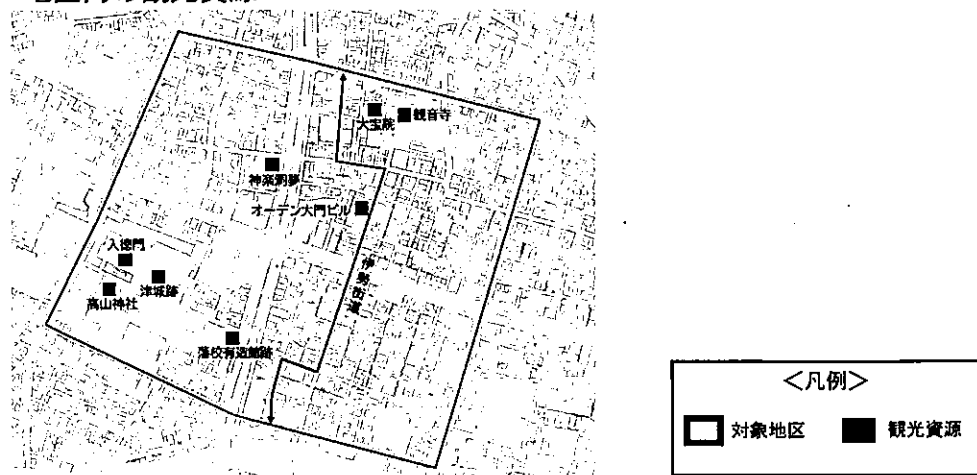 大宝院
観音寺
神楽洞夢
オーデン大門ビル
入徳門
津城跡
高山神社
藩校有造館跡
伊勢街道
<凡例>
対象地区
観光資源